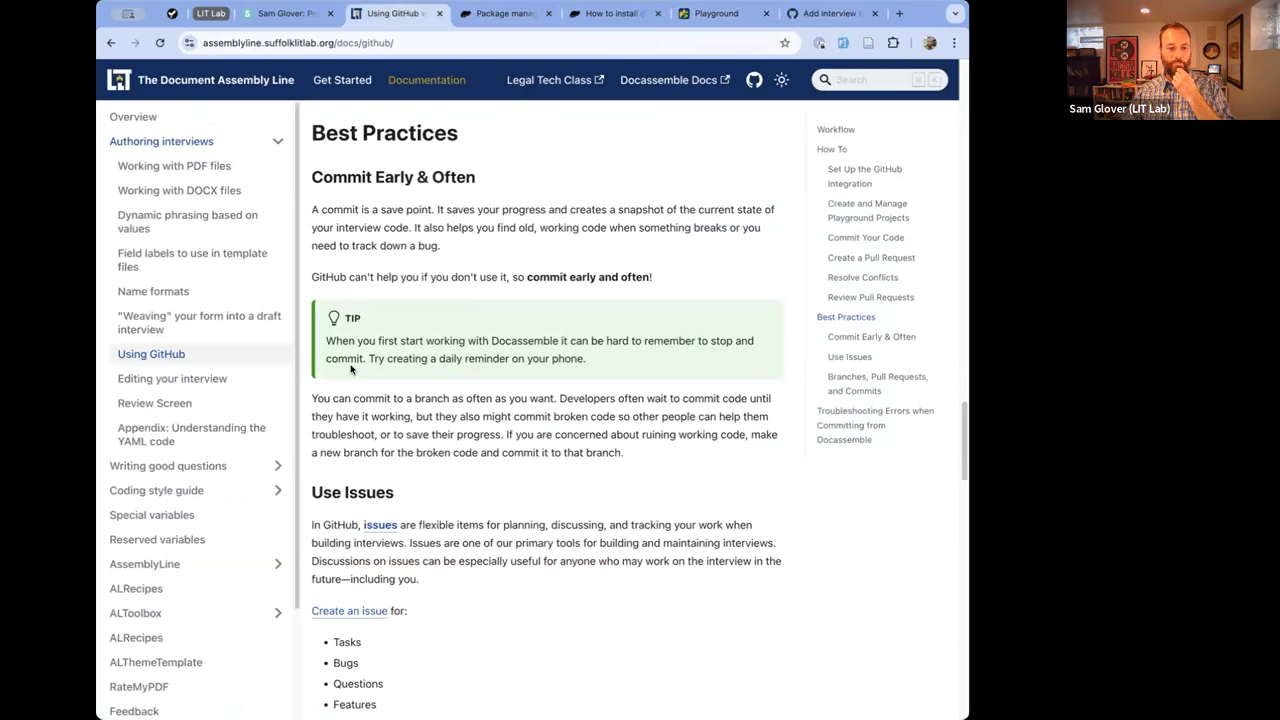 LIT Lab
Sam Glover: Pr
Using GitHub w
Package mana
How to install d
Playground
Add interview
assemblyline.suffolklitlab.org/docs/github/
The Document Assembly Line
Get Started
Documentation
Legal Tech Class
Docassemble Docs
Search
K
Overview
Authoring interviews
Working with PDF files
Working with DOCX files
Dynamic phrasing based on
values
Field labels to use in template
files
Name formats
"Weaving" your form into a draft
interview
Using GitHub
Editing your interview
Review Screen
Appendix: Understanding the
YAML code
Writing good questions
Coding style guide
Special variables
Reserved variables
AssemblyLine
ALRecipes
ALToolbox
ALRecipes
ALThemeTemplate
RateMyPDF
Feedback
Best Practices
Commit Early & Often
A commit is a save point. It saves your progress and creates a snapshot of the current state of
your interview code. It also helps you find old, working code when something breaks or you
need to track down a bug.
GitHub can't help you if you don't use it, so commit early and often!
TIP
When you first start working with Docassemble it can be hard to remember to stop and
commit. Try creating a daily reminder on your phone.
You can commit to a branch as often as you want. Developers often wait to commit code until
they have it working, but they also might commit broken code so other people can help them
troubleshoot, or to save their progress. If you are concerned about ruining working code, make
a new branch for the broken code and commit it to that branch.
Use Issues
In GitHub, issues are flexible items for planning, discussing, and tracking your work when
building interviews. Issues are one of our primary tools for building and maintaining interviews.
Discussions on issues can be especially useful for anyone who may work on the interview in the
future—including you.
Create an issue for:
• Tasks
• Bugs
• Questions
• Features
Workflow
How To
Set Up the GitHub
Integration
Create and Manage
Playground Projects
Commit Your Code
Create a Pull Request
Resolve Conflicts
Review Pull Requests
Best Practices
Commit Early & Often
Use Issues
Branches, Pull Requests,
and Commits
Troubleshooting Errors when
Committing from
Docassemble
Sam Glover (LIT Lab)